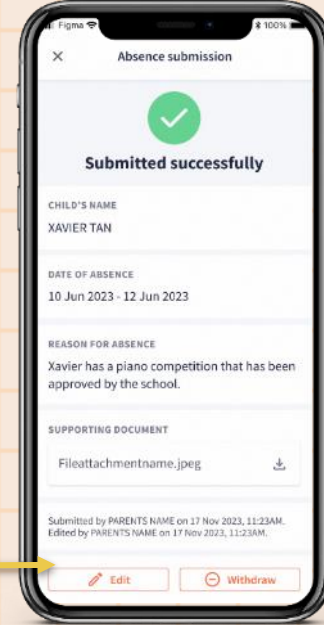 Figma 100%
Absence submission
Submitted successfully
CHILD'S NAME
XAVIER TAN
DATE OF ABSENCE
10 Jun 2023 - 12 Jun 2023
REASON FOR ABSENCE
Xavier has a piano competition that has been
approved by the school.
SUPPORTING DOCUMENT
Fileattachmentname.jpeg
Submitted by PARENTS NAME on 17 Nov 2023, 11:23AM.
Edited by PARENTS NAME on 17 Nov 2023, 11:23AM.
Edit Withdraw